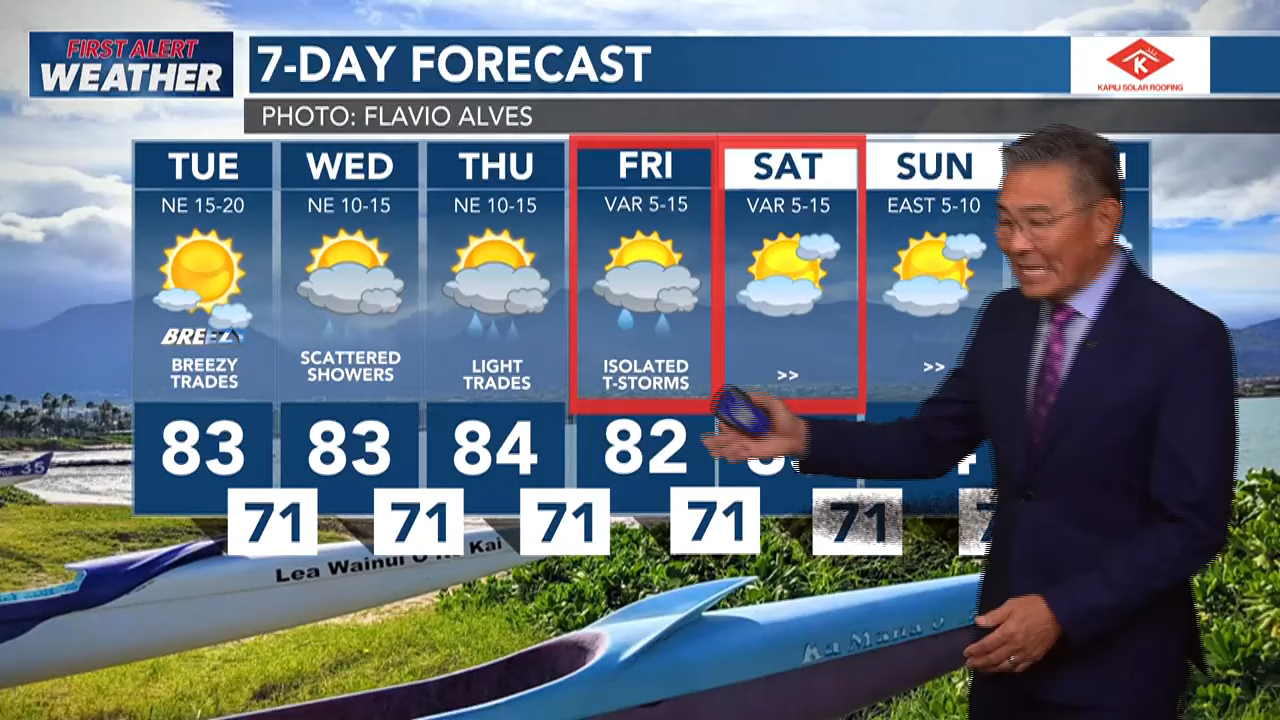 FIRST ALERT
WEATHER
7-DAY FORECAST
K
KAPILI SOLAR ROOFING
PHOTO: FLAVIO ALVES
TUE
WED
THU
FRI
SAT
SUN
NE 15-20
NE 10-15
NE 10-15
VAR 5-15
VAR 5-15
EAST 5-10
BREEZY
BREEZY
TRADES
SCATTERED
SHOWERS
LIGHT
TRADES
ISOLATED
T-STORMS
>>
>>
83
83
84
82
71
71
71
71
71
35
Lea Wainui O
Kai
Ka Mana o